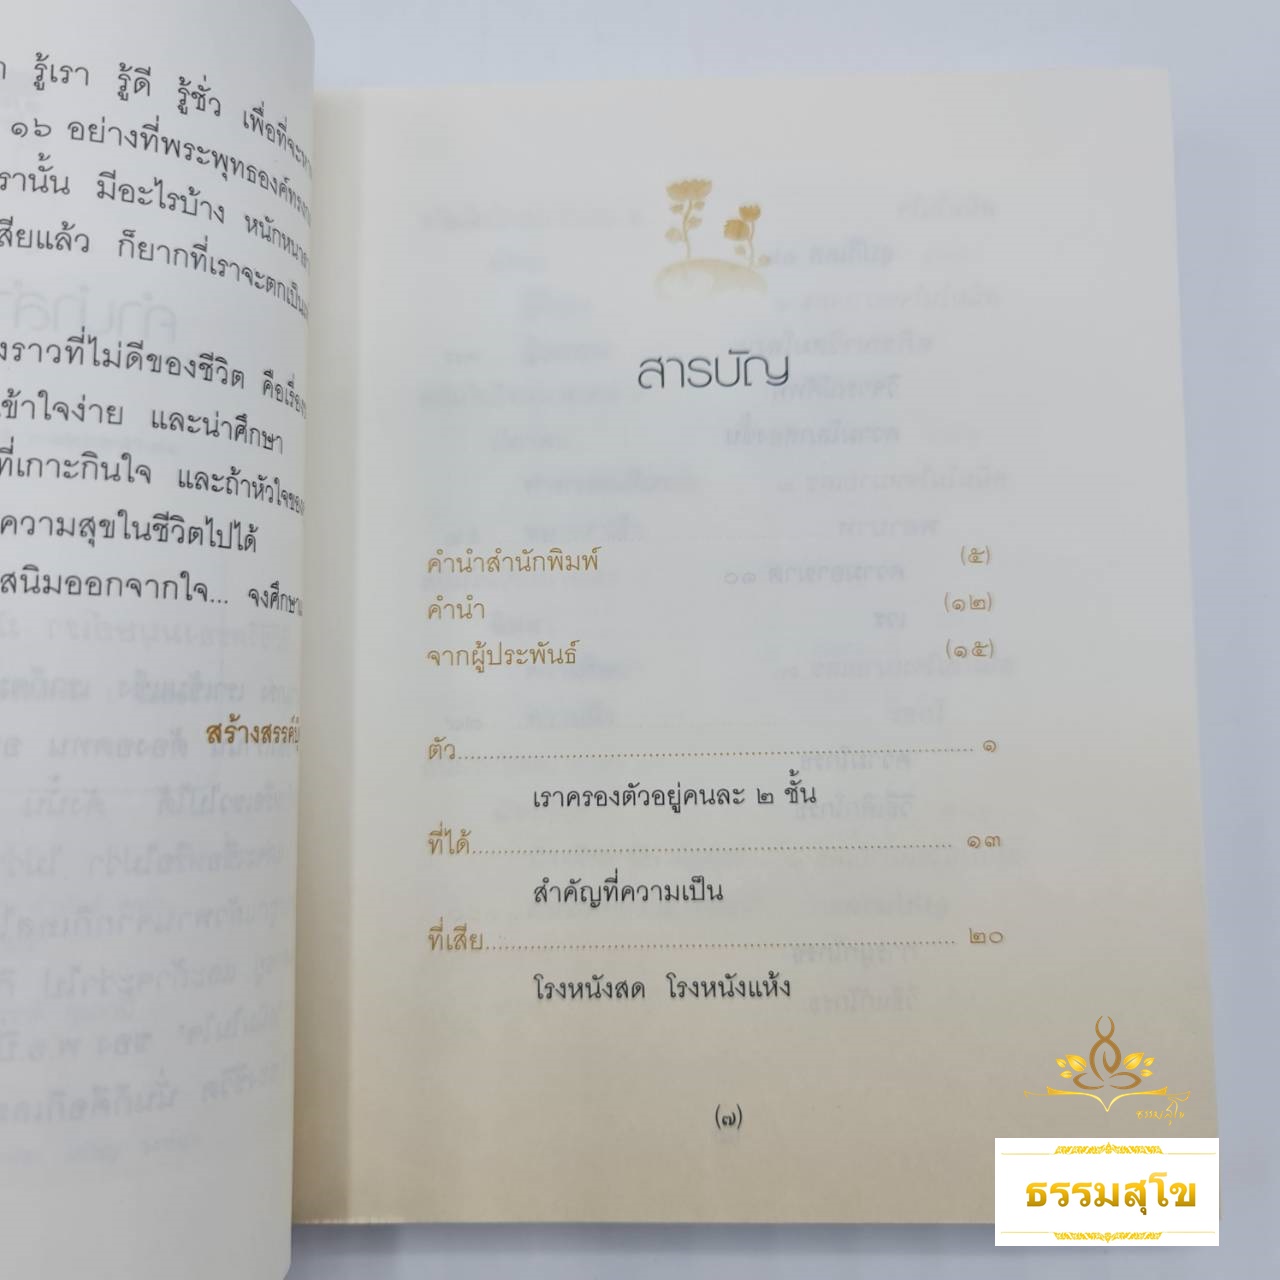 รู้เรา รู้ดี รู้ชั่ว เพื่อที่จะ
๑๖ อย่างที่พระพุทธองค์ทรง
รานั้น มีอะไรบ้าง หนักหนา
สียแล้ว ก็ยากที่เราจะตกเป็น
งราวที่ไม่ดีของชีวิต คือเรื่อง
เข้าใจง่าย และน่าศึกษา
ที่เกาะกินใจ และถ้าหัวใจของ
ความสุขในชีวิตไปได้
สนิมออกจากใจ... จงศึกษา
สร้างสรรค์
สารบัญ
คำนำสำนักพิมพ์ (๕)
คำนำ (๑๒)
จากผู้ประพันธ์ (๑๕)
ตัว.......... ๑
เราครองตัวอยู่คนละ ๒ ชั้น
ที่ได้.......... ๑๓
สำคัญที่ความเป็น
ที่เสีย.......... ๒๐
โรงหนังสด โรงหนังแห้ง
(๗)
ธรรมสุโข
ธรรมสุโข